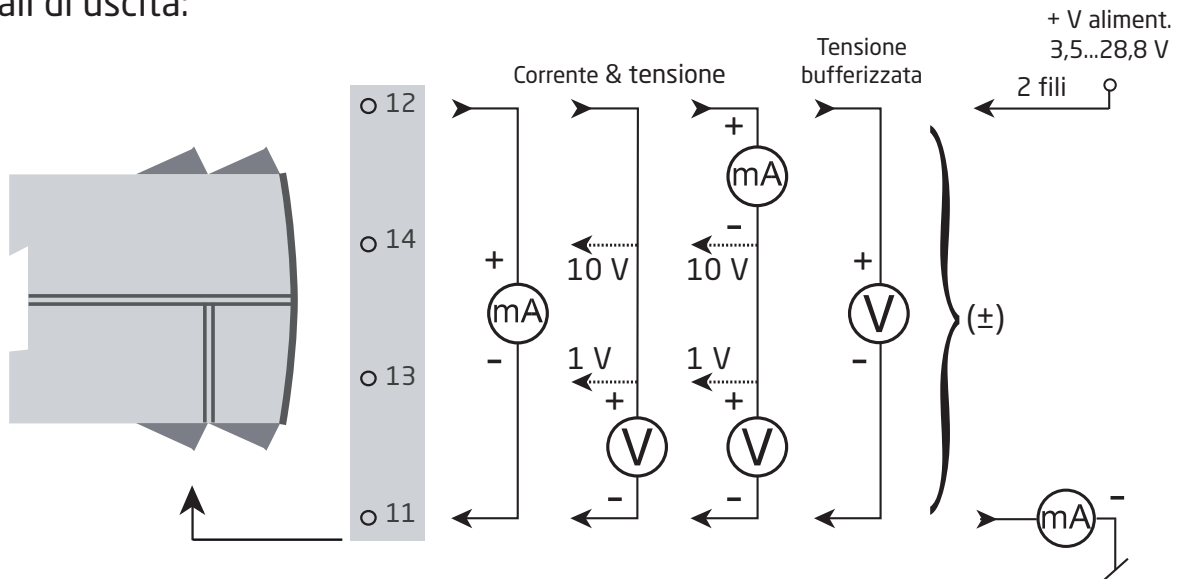 ali di uscita:
+ V aliment.
3,5...28,8 V
2 fili
Corrente & tensione
Tensione
bufferizzata
12
14
13
11
+
mA
-
10 V
1 V
+
V
-
+
mA
-
10 V
1 V
+
V
-
+
V
-
(±)
mA
-